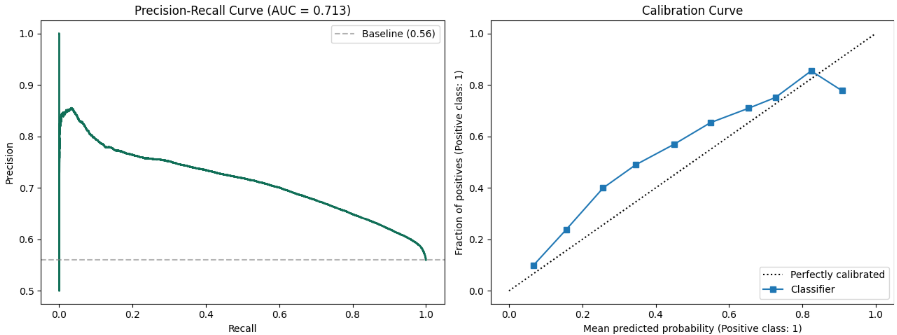 Precision-Recall Curve (AUC = 0.713)
Baseline (0.56)
1.0
0.9
0.8
0.7
0.6
0.5
Precision
0.0
0.2
0.4
0.6
0.8
1.0
Recall
Calibration Curve
1.0
0.8
0.6
0.4
0.2
0.0
Fraction of positives (Positive class: 1)
Perfectly calibrated
Classifier
0.0
0.2
0.4
0.6
0.8
1.0
Mean predicted probability (Positive class: 1)